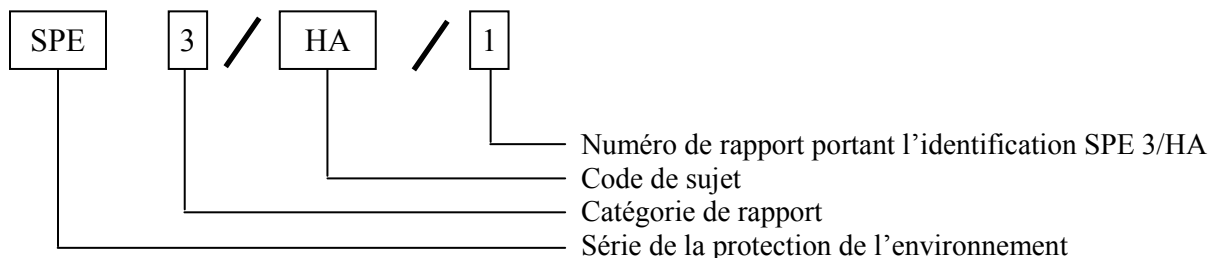 SPE 3 / HA / 1
Numéro de rapport portant l’identification SPE 3/HA
Code de sujet
Catégorie de rapport
Série de la protection de l’environnement